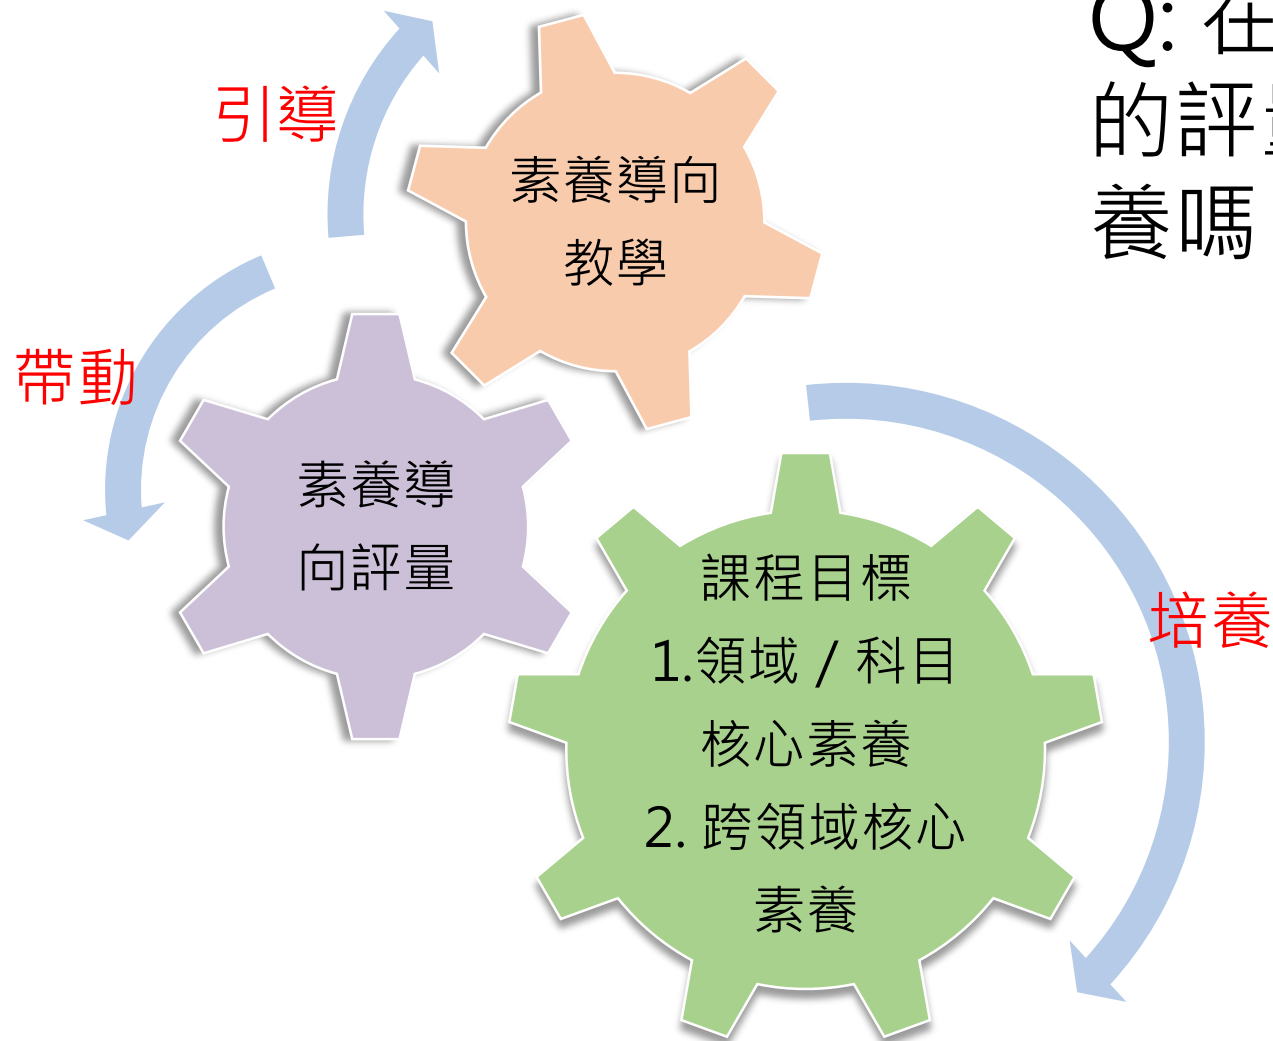 Q: 在
的評量
養嗎
引導
素養導向
教學
帶動
素養導
向評量
課程目標
1.領域 / 科目
核心素養
2. 跨領域核心
素養
培養